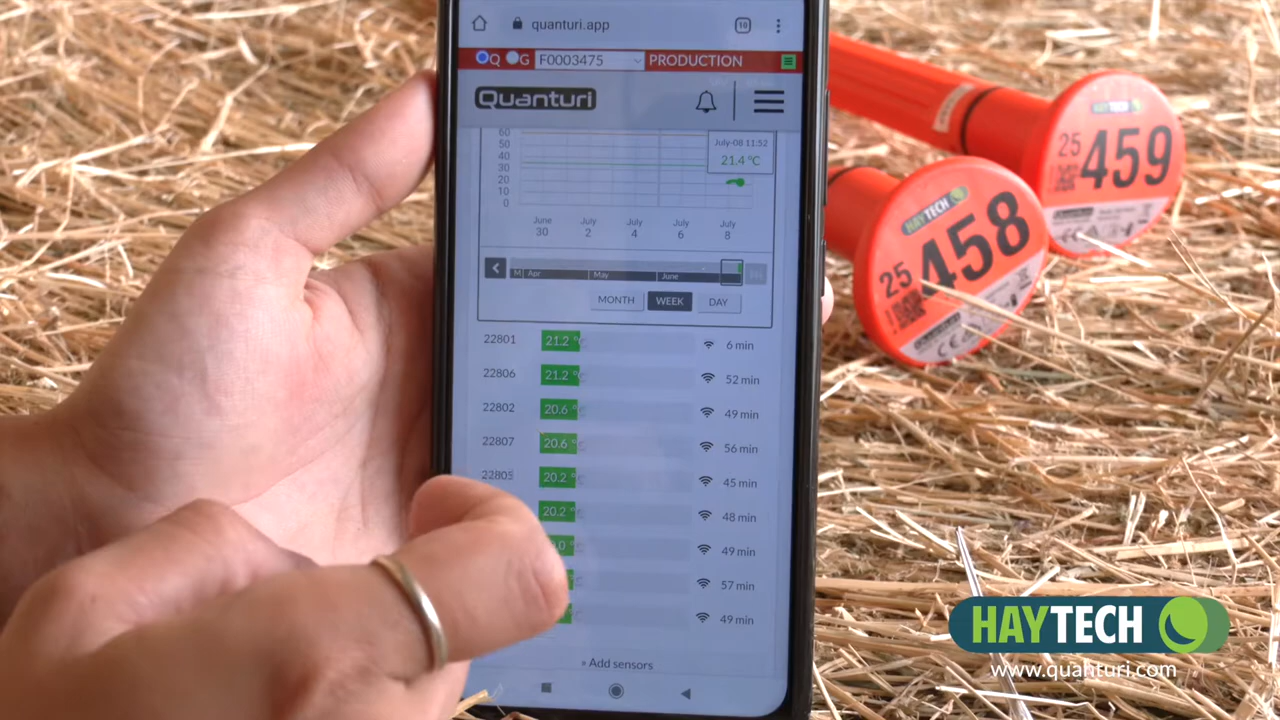 quanturi.app
10
Q G F0003475 PRODUCTION
Quanturi
60
50
40
30
20
10
0
July-08 11:52
21.4 °C
June 30
July 2
July 4
July 6
July 8
M Apr May June
MONTH WEEK DAY
22801 21.2 °C 6 min
22806 21.2 °C 52 min
22802 20.6 ° 49 min
22807 20.6 ° 56 min
22805 20.2 ° 45 min
20.2 ° 48 min
49 min
57 min
49 min
» Add sensors
HAYTECH
25 459
Quanturi
HAYTECH
25 458
HAYTECH
www.quanturi.com